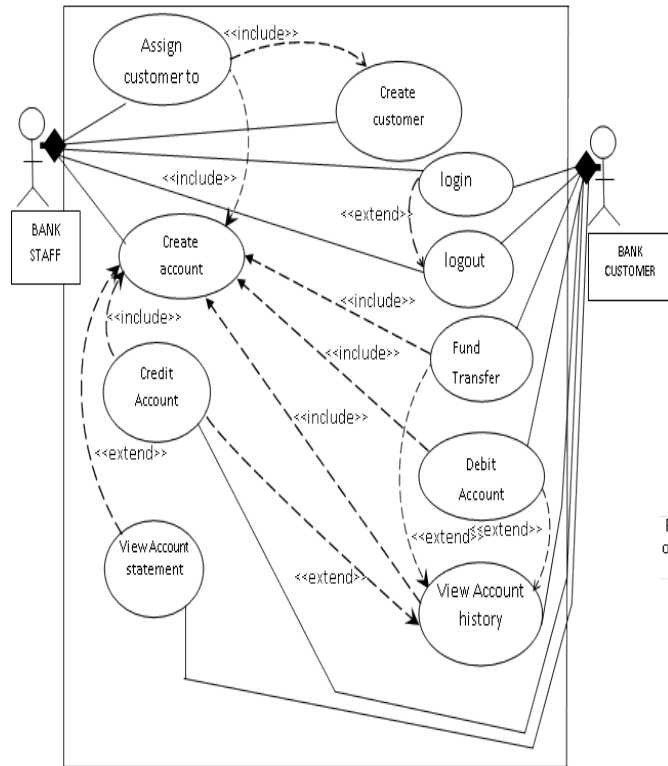 Assign
customer to
<<include>>
Create
customer
<<include>>
login
<<extend>>
logout
BANK
STAFF
BANK
CUSTOMER
Create
account
<<include>>
<<include>>
Fund
Transfer
<<include>>
Credit
Account
<<include>>
<<extend>>
Debit
Account
<<extend>>
<<extend>>
View Account
statement
<<extend>>
View Account
history